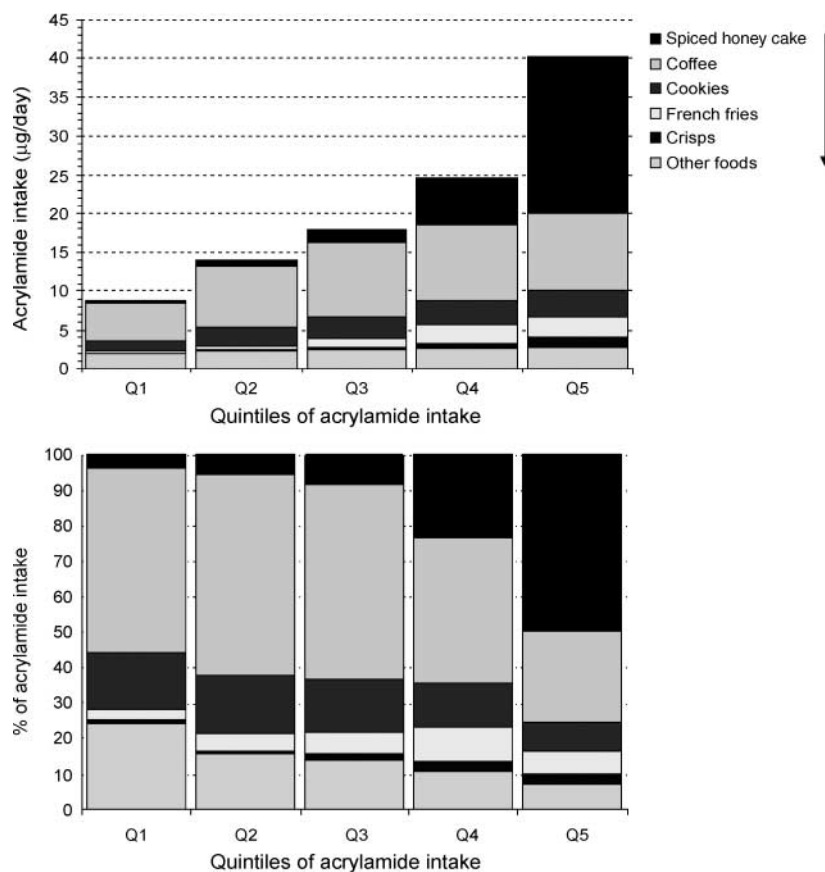 45
40
35
30
25
20
15
10
5
0
Acrylamide intake (µg/day)
Q1 Q2 Q3 Q4 Q5
Quintiles of acrylamide intake
Spiced honey cake
Coffee
Cookies
French fries
Crisps
Other foods
100
90
80
70
60
50
40
30
20
10
0
% of acrylamide intake
Q1 Q2 Q3 Q4 Q5
Quintiles of acrylamide intake